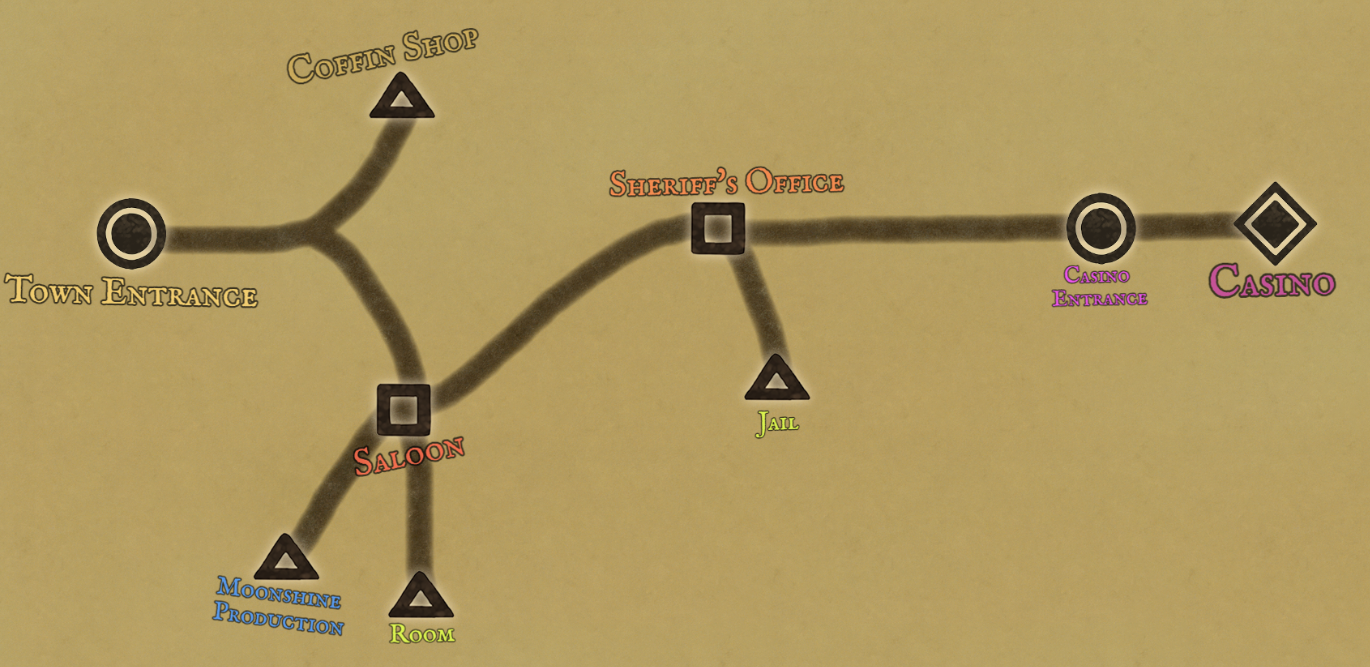 Coffin Shop
Sheriff's Office
Town Entrance
Casino
Entrance
Casino
Jail
Saloon
Moonshine
Production
Room